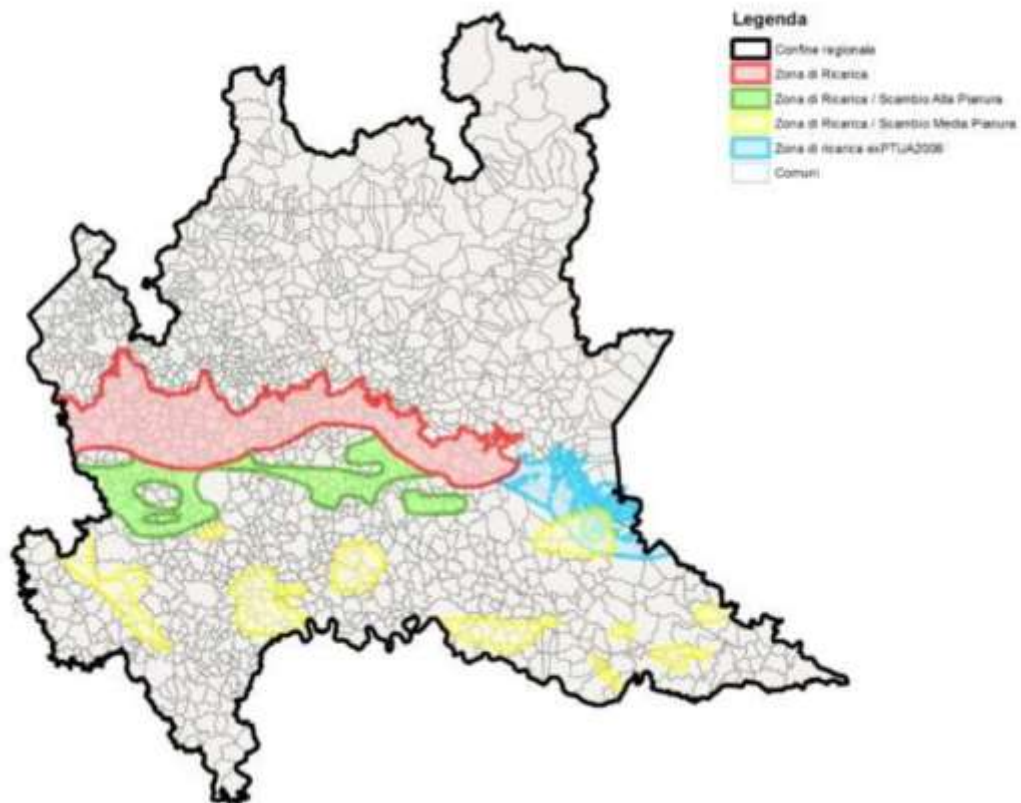 Legenda
Confine regionale
Zona di Ricarica
Zona di Ricarica / Scambio Alta Pianura
Zona di Ricarica / Scambio Media Pianura
Zona di ricarica exPTUA2006
Comuni